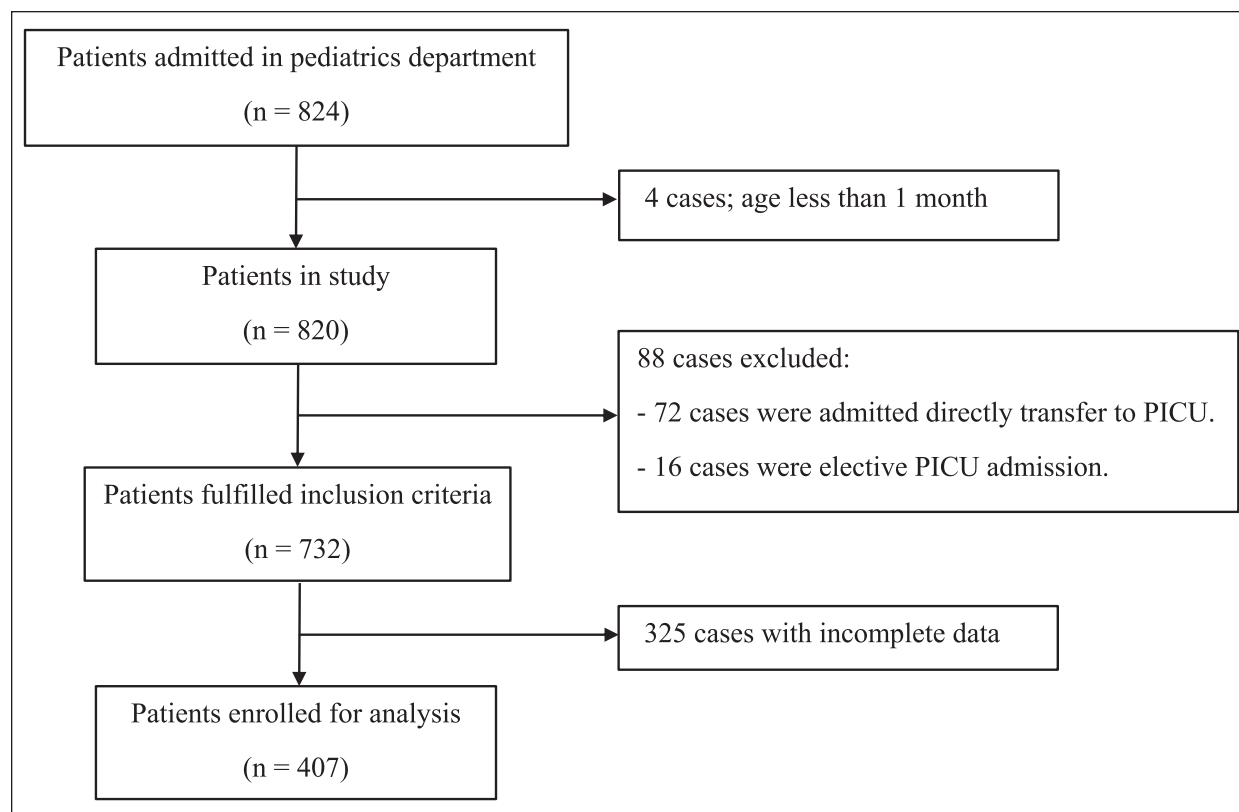 Patients admitted in pediatrics department
(n = 824)
4 cases; age less than 1 month
Patients in study
(n = 820)
88 cases excluded:
- 72 cases were admitted directly transfer to PICU.
- 16 cases were elective PICU admission.
Patients fulfilled inclusion criteria
(n = 732)
325 cases with incomplete data
Patients enrolled for analysis
(n = 407)